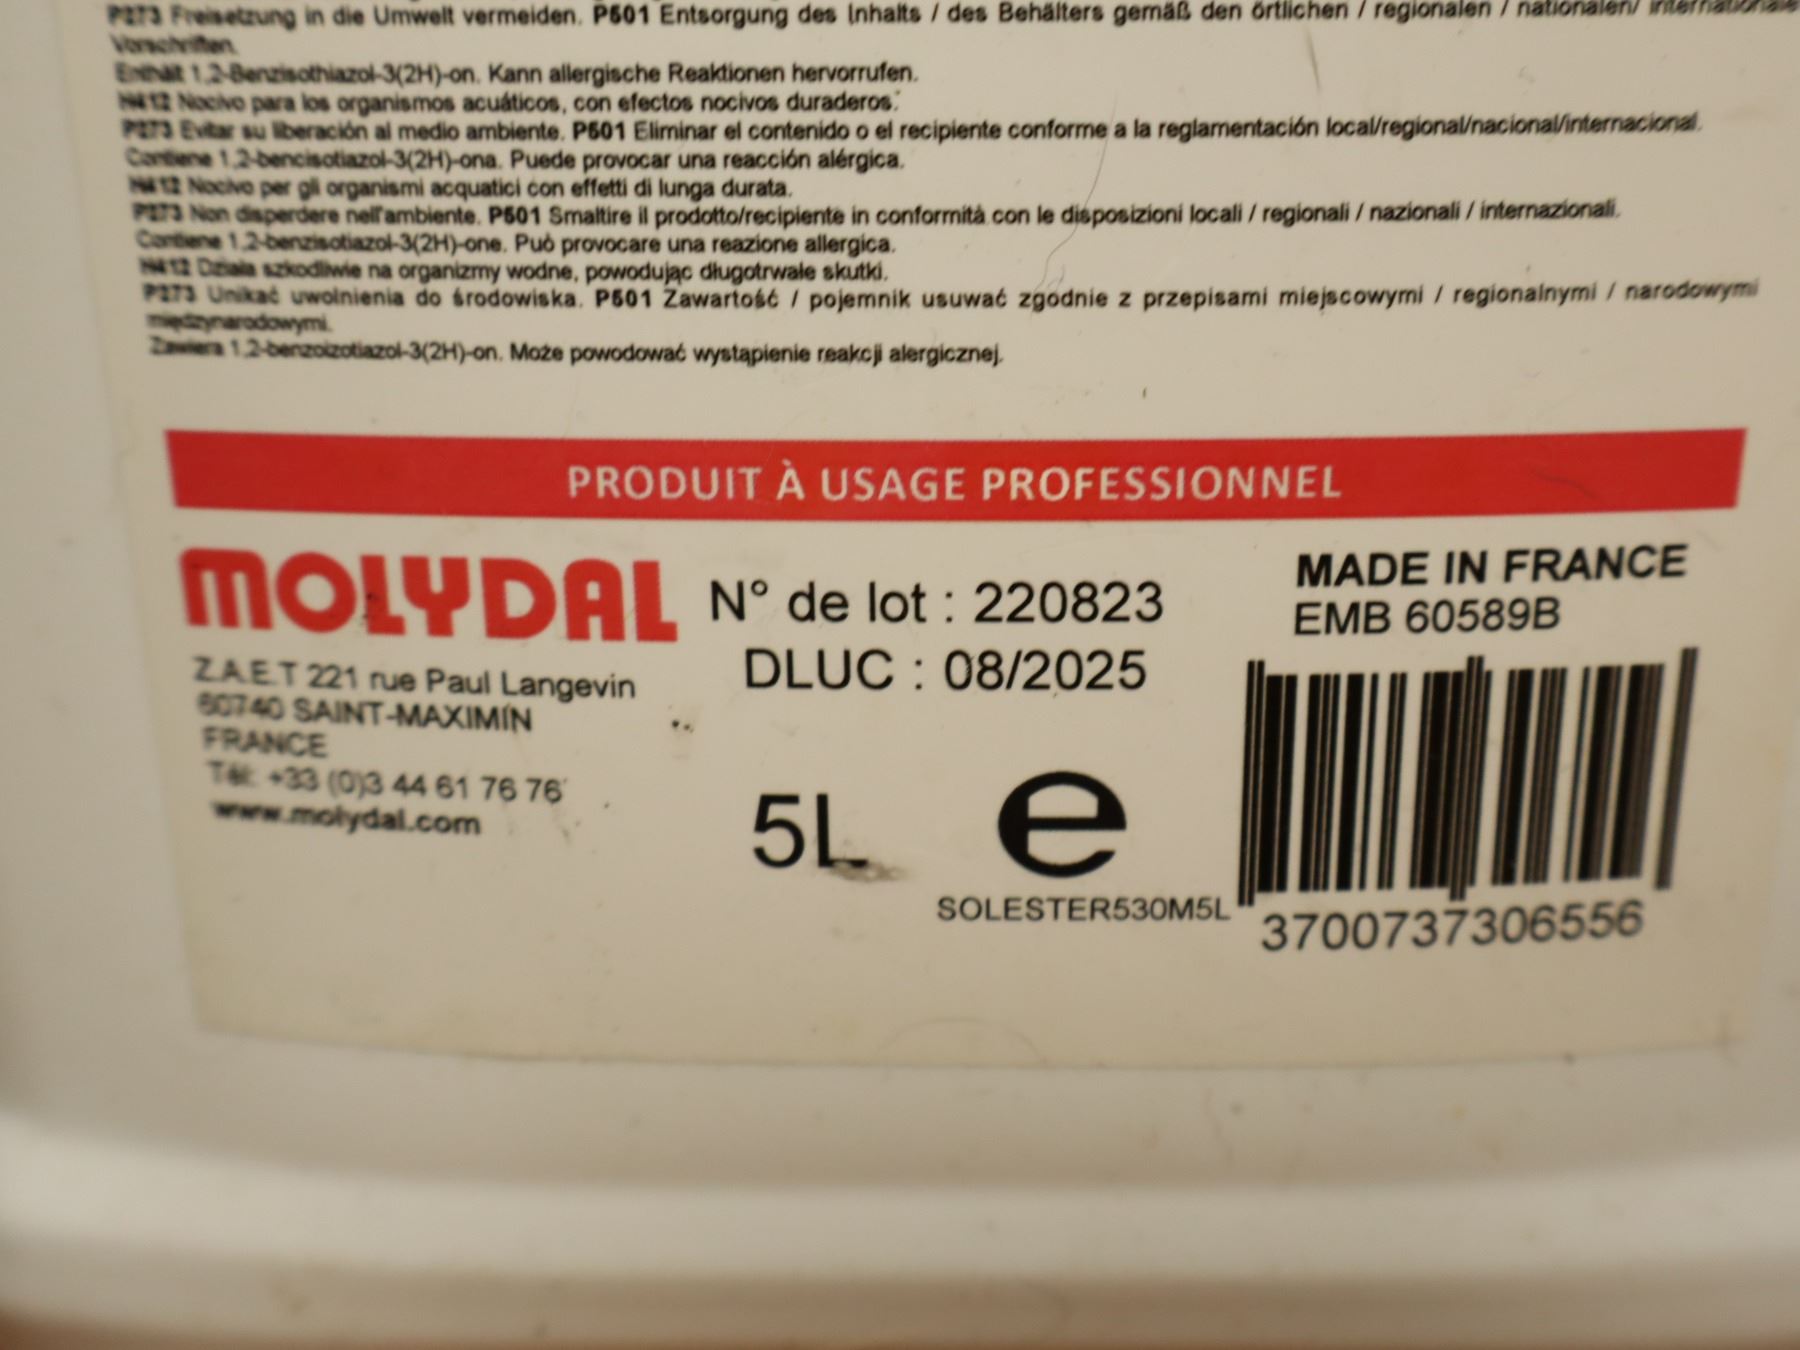 P273 Freisetzung in die Umwelt vermeiden. P501 Entsorgung des Inhalts / des Behälters gemäß den örtlichen / regionalen / nationalen/ internationale
Vorschriften.
Enthält 1,2-Benzisothiazol-3(2H)-on. Kann allergische Reaktionen hervorrufen.
H412 Nocivo para los organismos acuáticos, con efectos nocivos duraderos.
P273 Evitar su liberación al medio ambiente. P501 Eliminar el contenido o el recipiente conforme a la reglamentación local/regional/nacional/internacional.
Contiene 1,2-bencisotiazol-3(2H)-ona. Puede provocar una reacción alérgica.
H412 Nocivo per gli organismi acquatici con effetti di lunga durata.
P273 Non disperdere nell'ambiente. P501 Smaltire il prodotto/recipiente in conformità con le disposizioni locali / regionali / nazionali / internazionali.
Contiene 1,2-benzisotiazol-3(2H)-one. Può provocare una reazione allergica.
H412 Działa szkodliwie na organizmy wodne, powodując długotrwałe skutki.
P273 Unikać uwolnienia do środowiska. P501 Zawartość / pojemnik usuwać zgodnie z przepisami miejscowymi / regionalnymi / narodowymi
międzynarodowymi.
Zawiera 1,2-benzoizotiazol-3(2H)-on. Może powodować wystąpienie reakcji alergicznej.
PRODUIT À USAGE PROFESSIONNEL
MOLYDAL
Z.A.E.T 221 rue Paul Langevin
60740 SAINT-MAXIMIN
FRANCE
Tél: +33 (0)3 44 61 76 76
www.molydal.com
N° de lot : 220823
DLUC : 08/2025
5L e
SOLESTER530M5L
MADE IN FRANCE
EMB 60589B
3700737306556